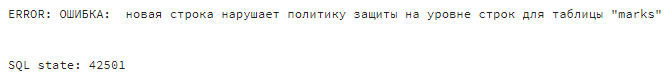 ERROR: ОШИБКА:  новая строка нарушает политику защиты на уровне строк для таблицы "marks"
SQL state: 42501